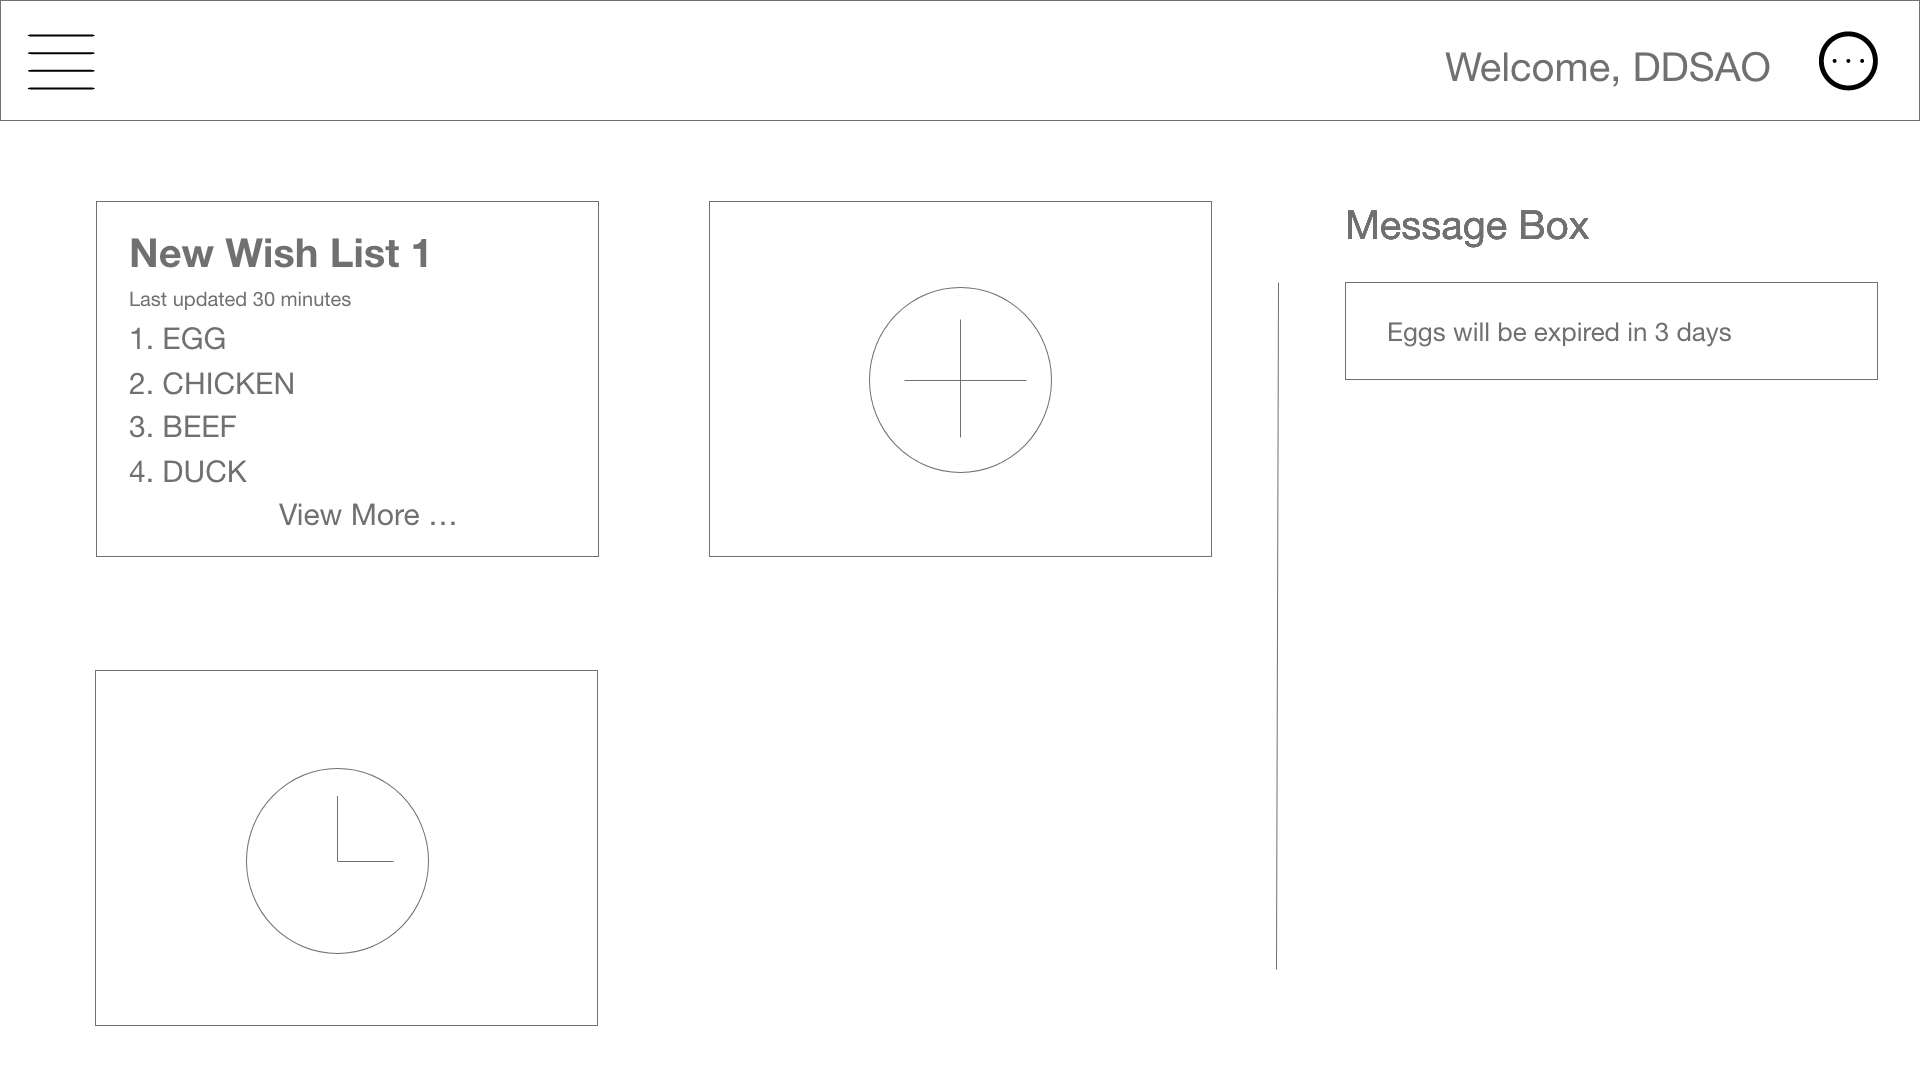 Welcome, DDSAO
New Wish List 1
Last updated 30 minutes
1. EGG
2. CHICKEN
3. BEEF
4. DUCK
View More …
Message Box
Eggs will be expired in 3 days